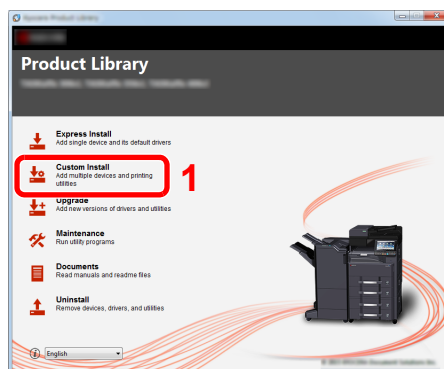 Product Library
Express Install
Add single device and its default drivers
Custom Install
Add multiple devices and printing
utilities
1
Upgrade
Add new versions of drivers and utilities
Maintenance
Run utility programs
Documents
Read manuals and readme files
Uninstall
Remove devices, drivers, and utilities
English